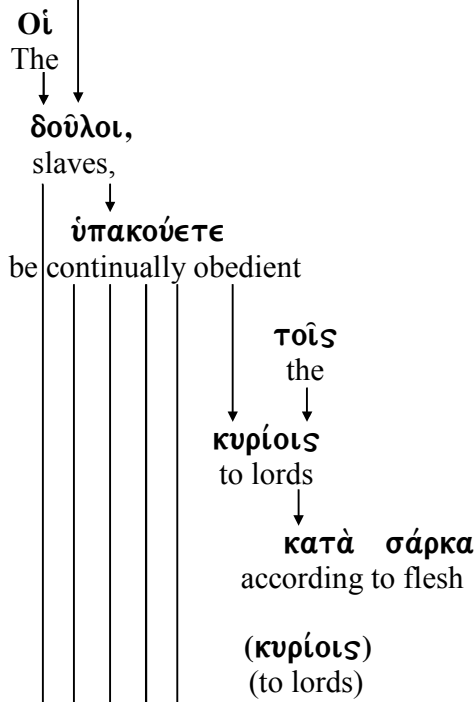 Οἱ
The
δοῦλοι,
slaves,
ὑπακούετε
be continually obedient
τοῖς
the
κυρίοις
to lords
κατὰ σάρκα
according to flesh
(κυρίοις)
(to lords)